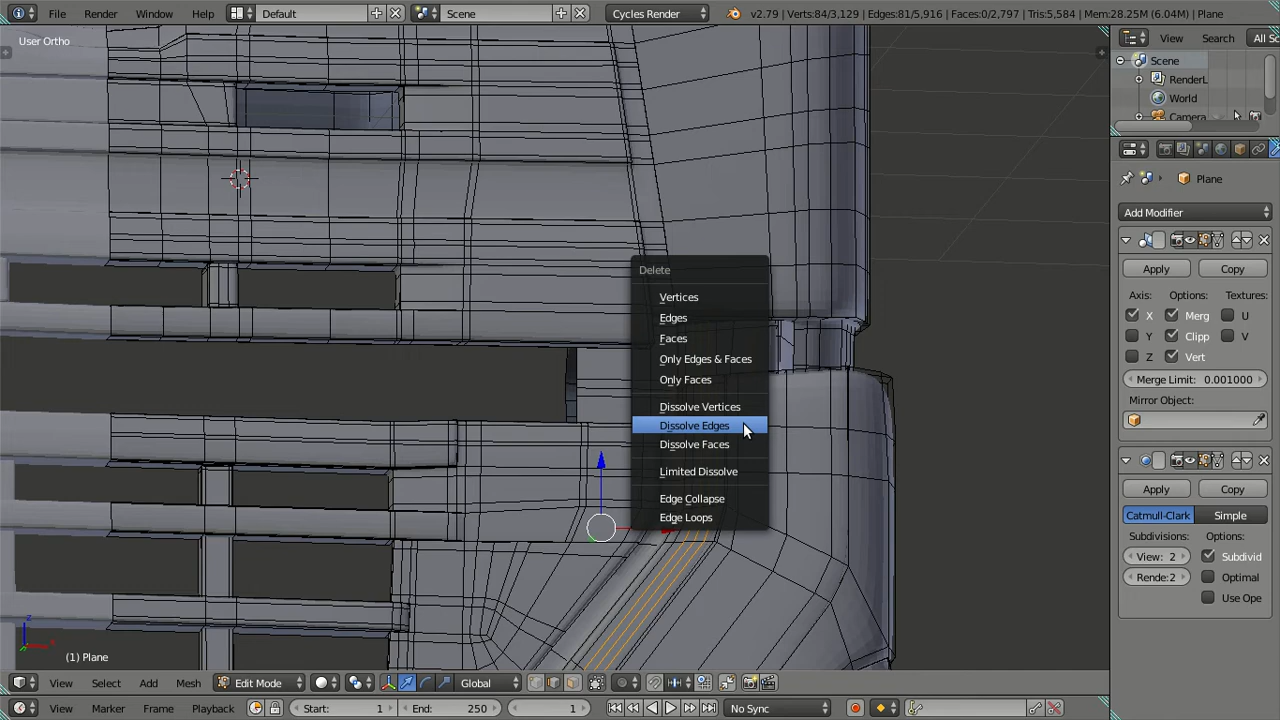 File Render Window Help Default Scene Cycles Render v2.79 | Verts:84/3,129 | Edges:81/5,916 | Faces:0/2,797 | Tris:5,584 | Mem:28.25M (6.04M) | Plane
User Ortho
View Search All Sc
Scene
RenderL
World
Camera
Plane
Add Modifier
Apply Copy
Axis: Options: Textures:
X Merg U
Y Clipp V
Z Vert
Merge Limit: 0.001000
Mirror Object:
Apply Copy
Catmull-Clark Simple
Subdivisions: Options:
View: 2 Subdivid
Rende:2 Optimal
Use Ope
Delete
Vertices
Edges
Faces
Only Edges & Faces
Only Faces
Dissolve Vertices
Dissolve Edges
Dissolve Faces
Limited Dissolve
Edge Collapse
Edge Loops
z
x
(1) Plane
View Select Add Mesh Edit Mode Global
View Marker Frame Playback Start: 1 End: 250 1 No Sync